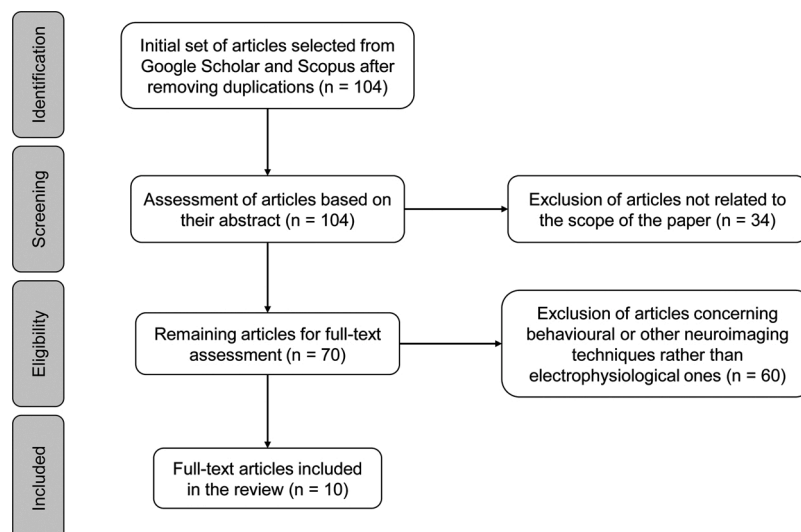 Identification
Initial set of articles selected from
Google Scholar and Scopus after
removing duplications (n = 104)
Screening
Assessment of articles based on
their abstract (n = 104)
Exclusion of articles not related to
the scope of the paper (n = 34)
Eligibility
Remaining articles for full-text
assessment (n = 70)
Exclusion of articles concerning
behavioural or other neuroimaging
techniques rather than
electrophysiological ones (n = 60)
Included
Full-text articles included
in the review (n = 10)